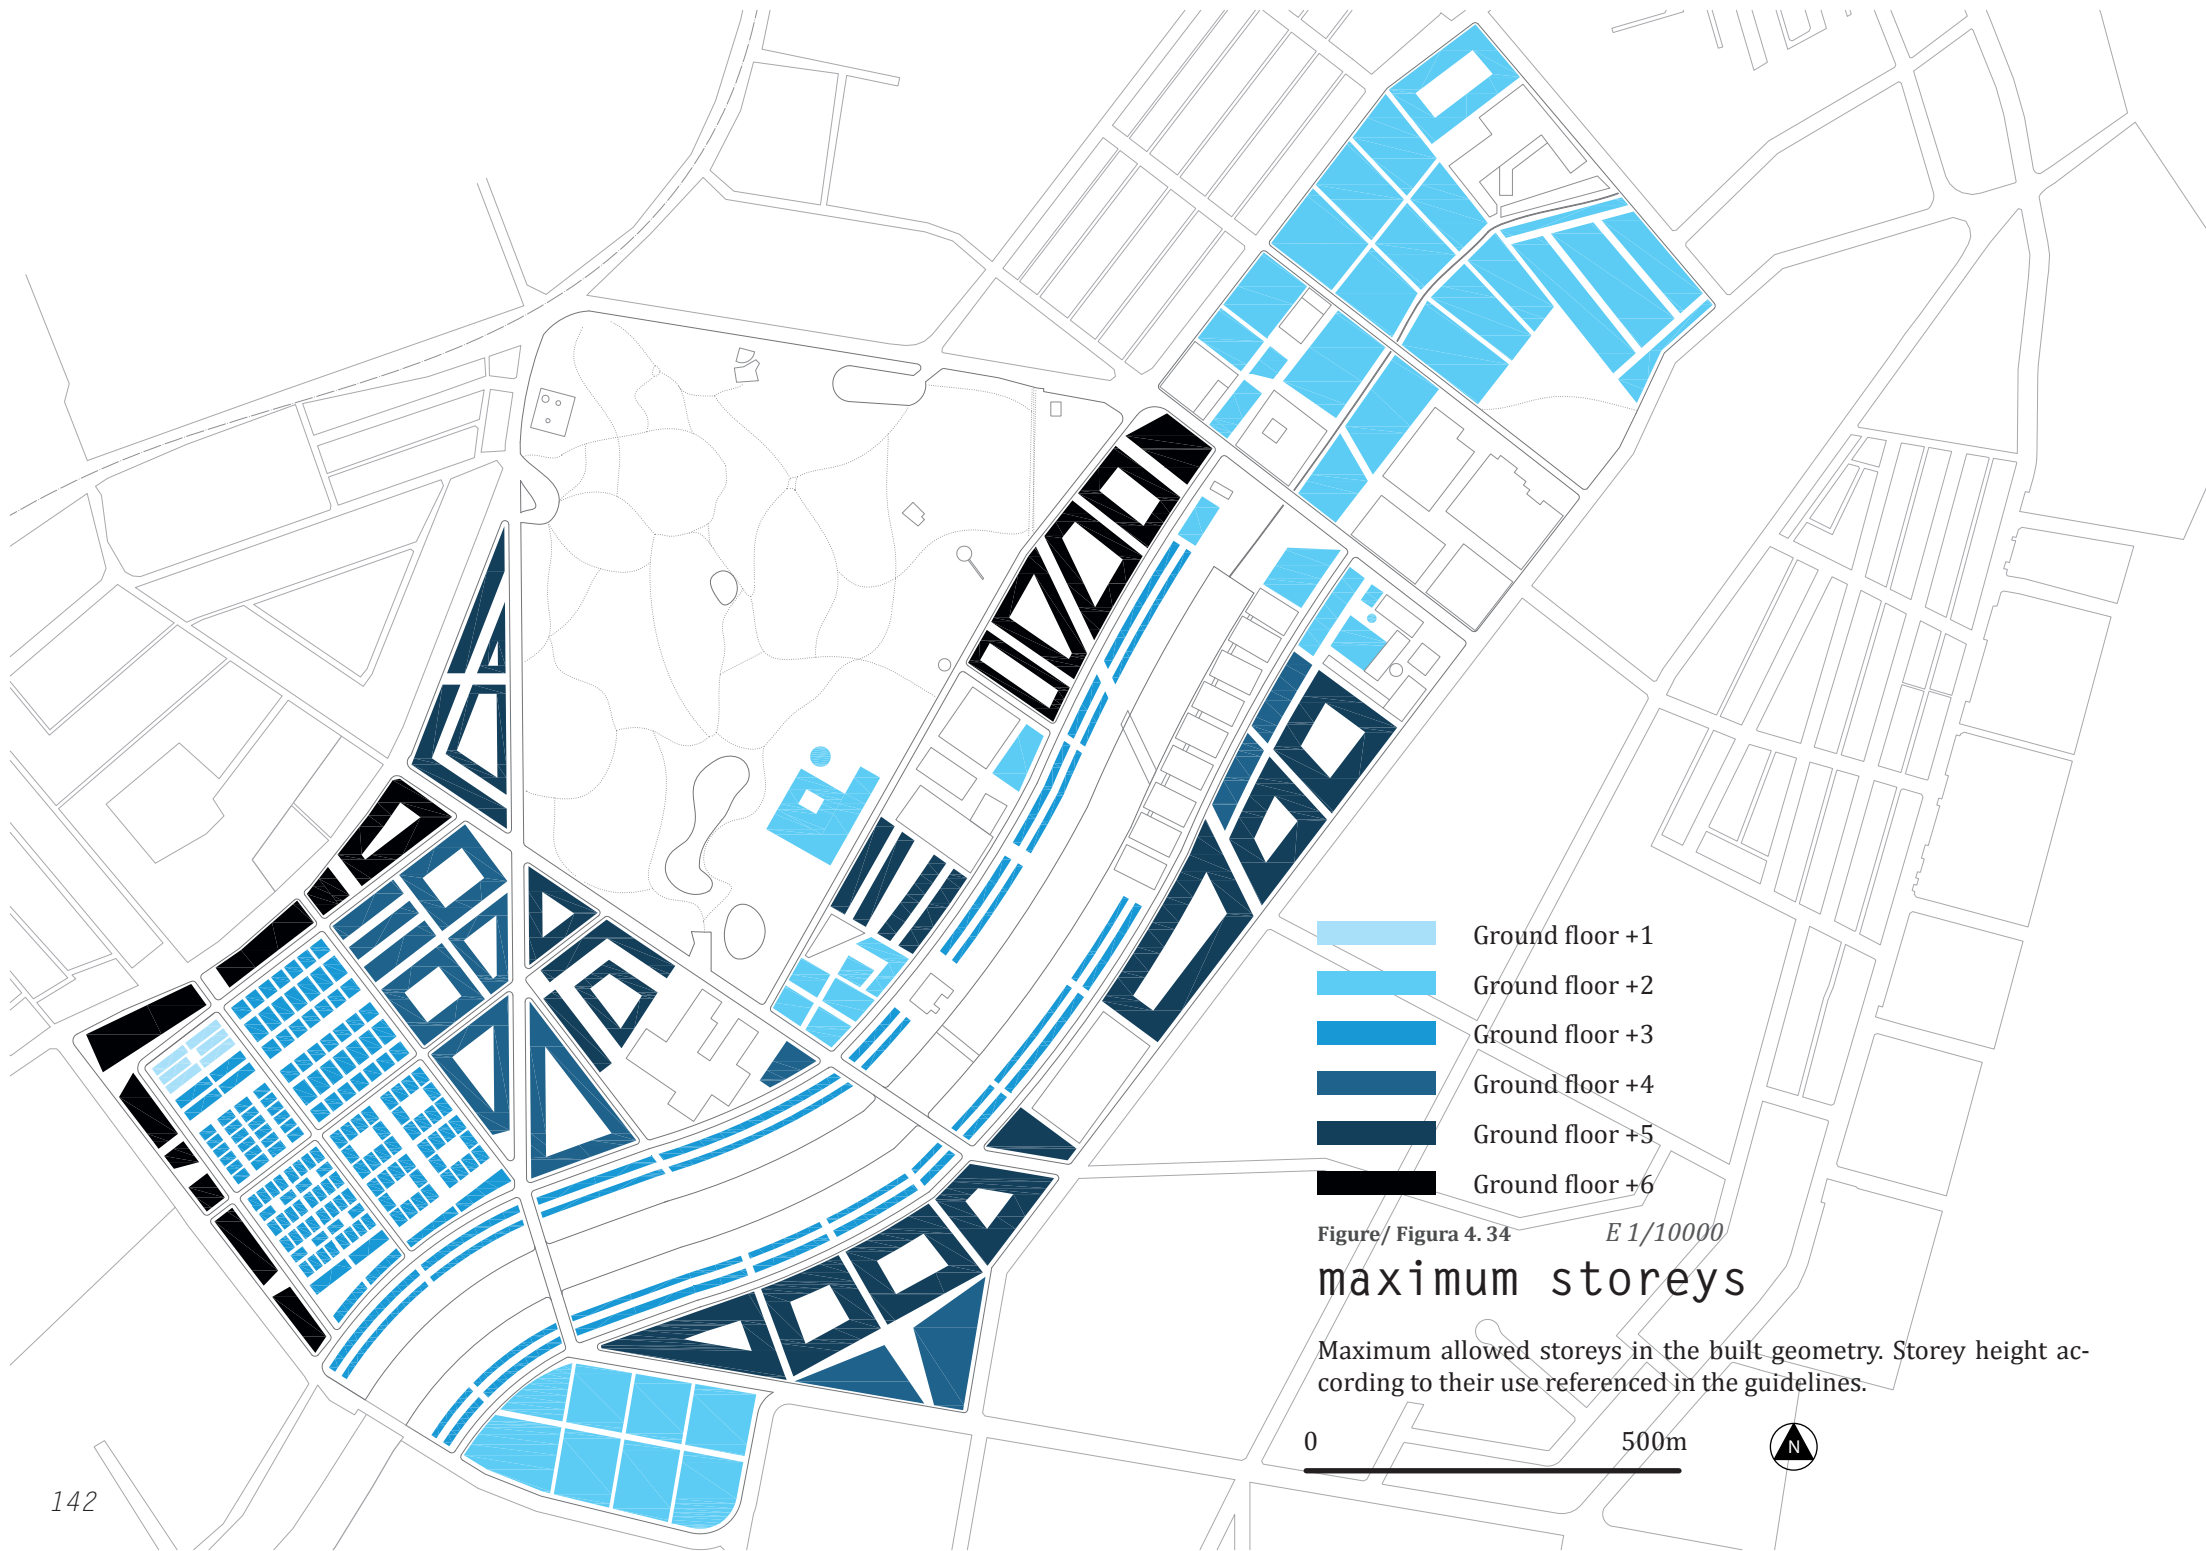 Ground floor +1
Ground floor +2
Ground floor +3
Ground floor +4
Ground floor +5
Ground floor +6
Figure/ Figura 4. 34 E 1/10000
maximum storeys
Maximum allowed storeys in the built geometry. Storey height ac-
cording to their use referenced in the guidelines.
0 500m
N
142